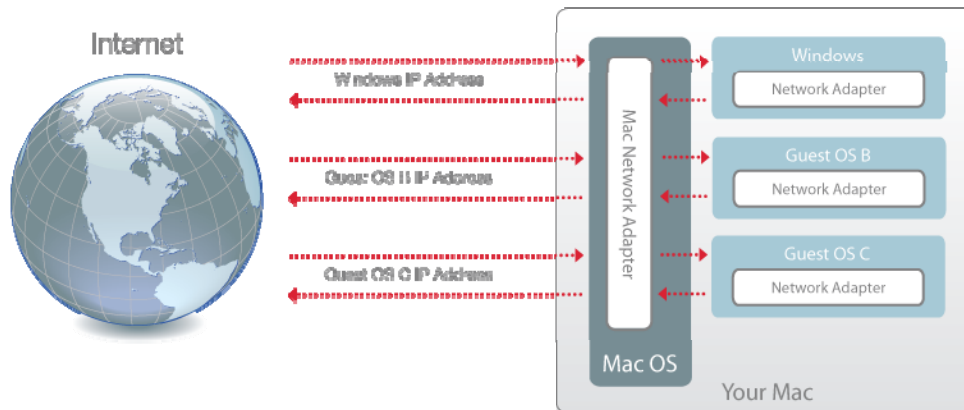 Internet
Windows IP Address
Guest OS B IP Address
Guest OS C IP Address
Mac Network Adapter
Mac OS
Windows
Network Adapter
Guest OS B
Network Adapter
Guest OS C
Network Adapter
Your Mac